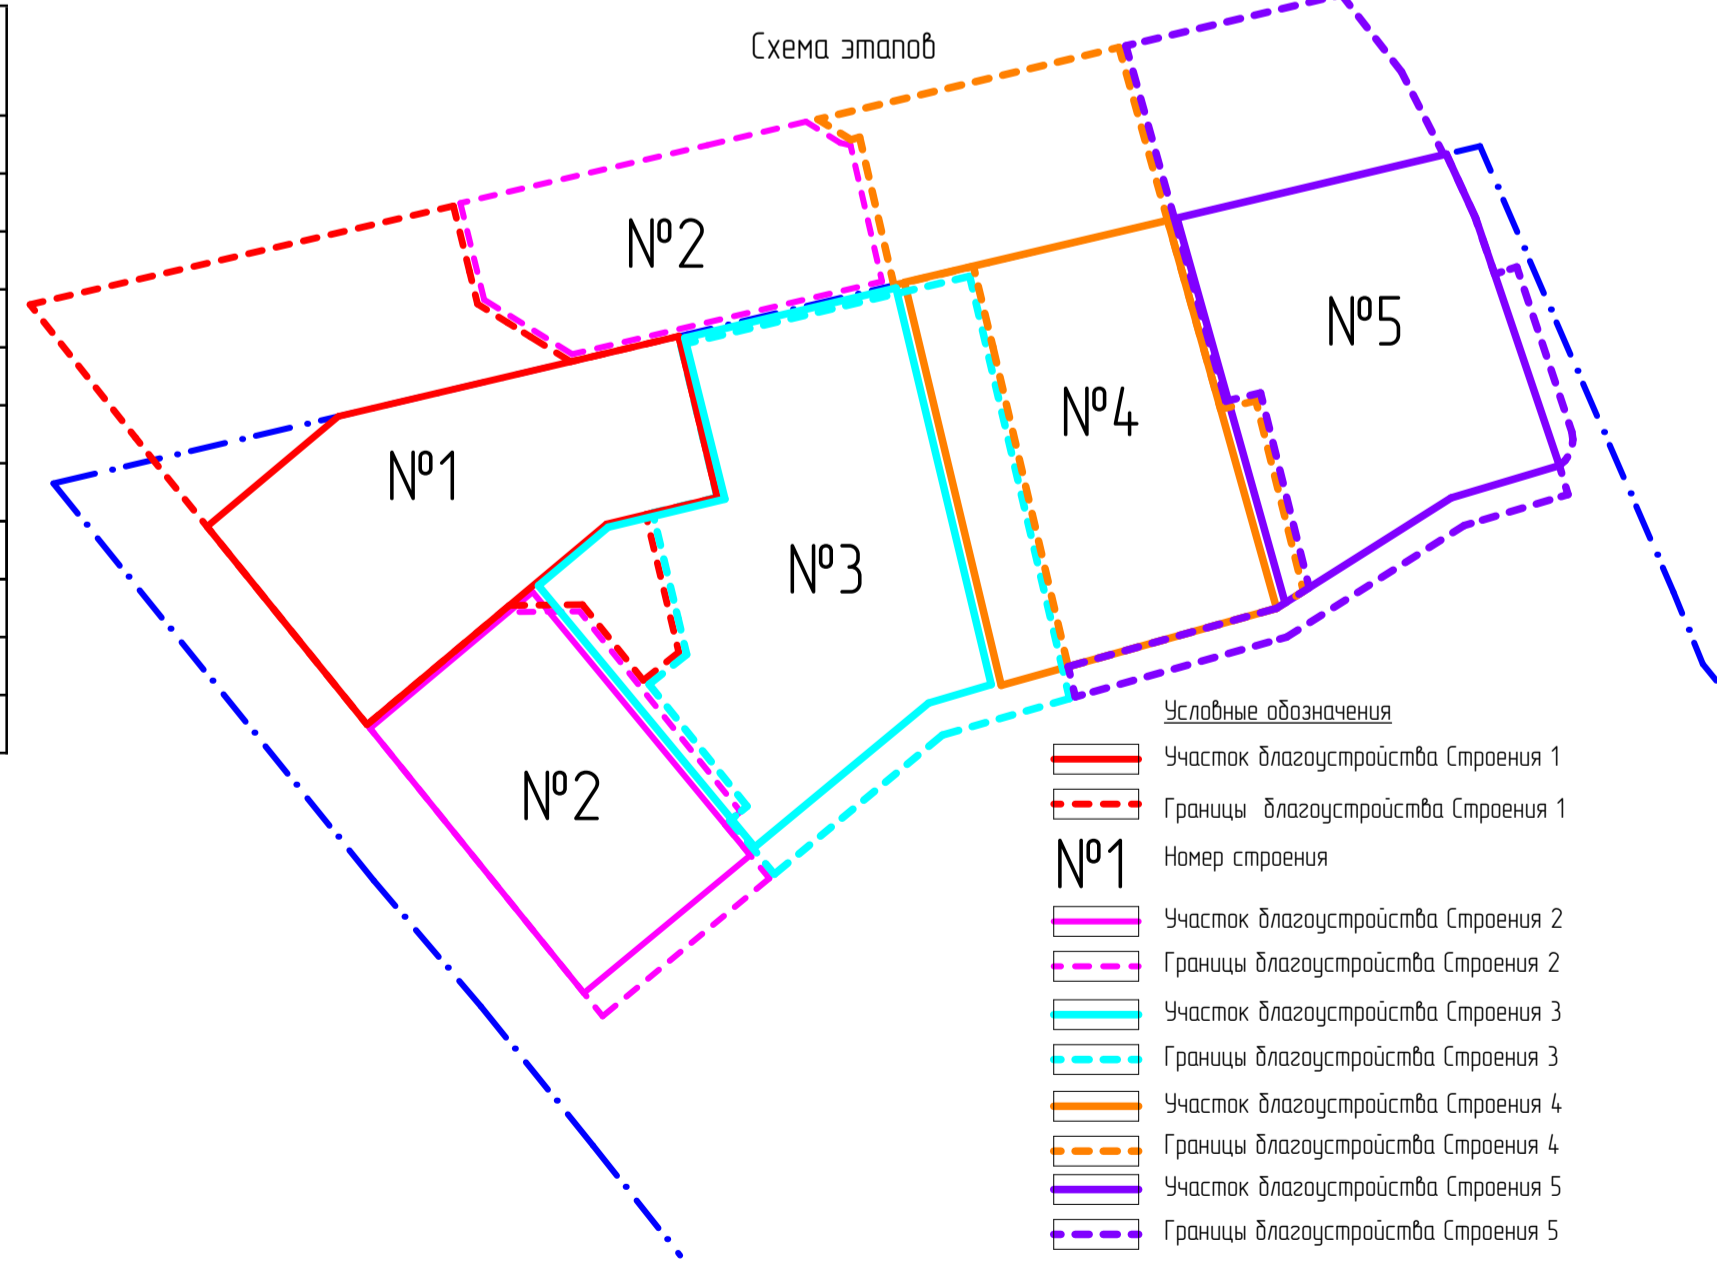 Схема этапов
№2
№5
№4
№1
№3
№2
Условные обозначения
Участок благоустройства Строения 1
Границы благоустройства Строения 1
№1 Номер строения
Участок благоустройства Строения 2
Границы благоустройства Строения 2
Участок благоустройства Строения 3
Границы благоустройства Строения 3
Участок благоустройства Строения 4
Границы благоустройства Строения 4
Участок благоустройства Строения 5
Границы благоустройства Строения 5